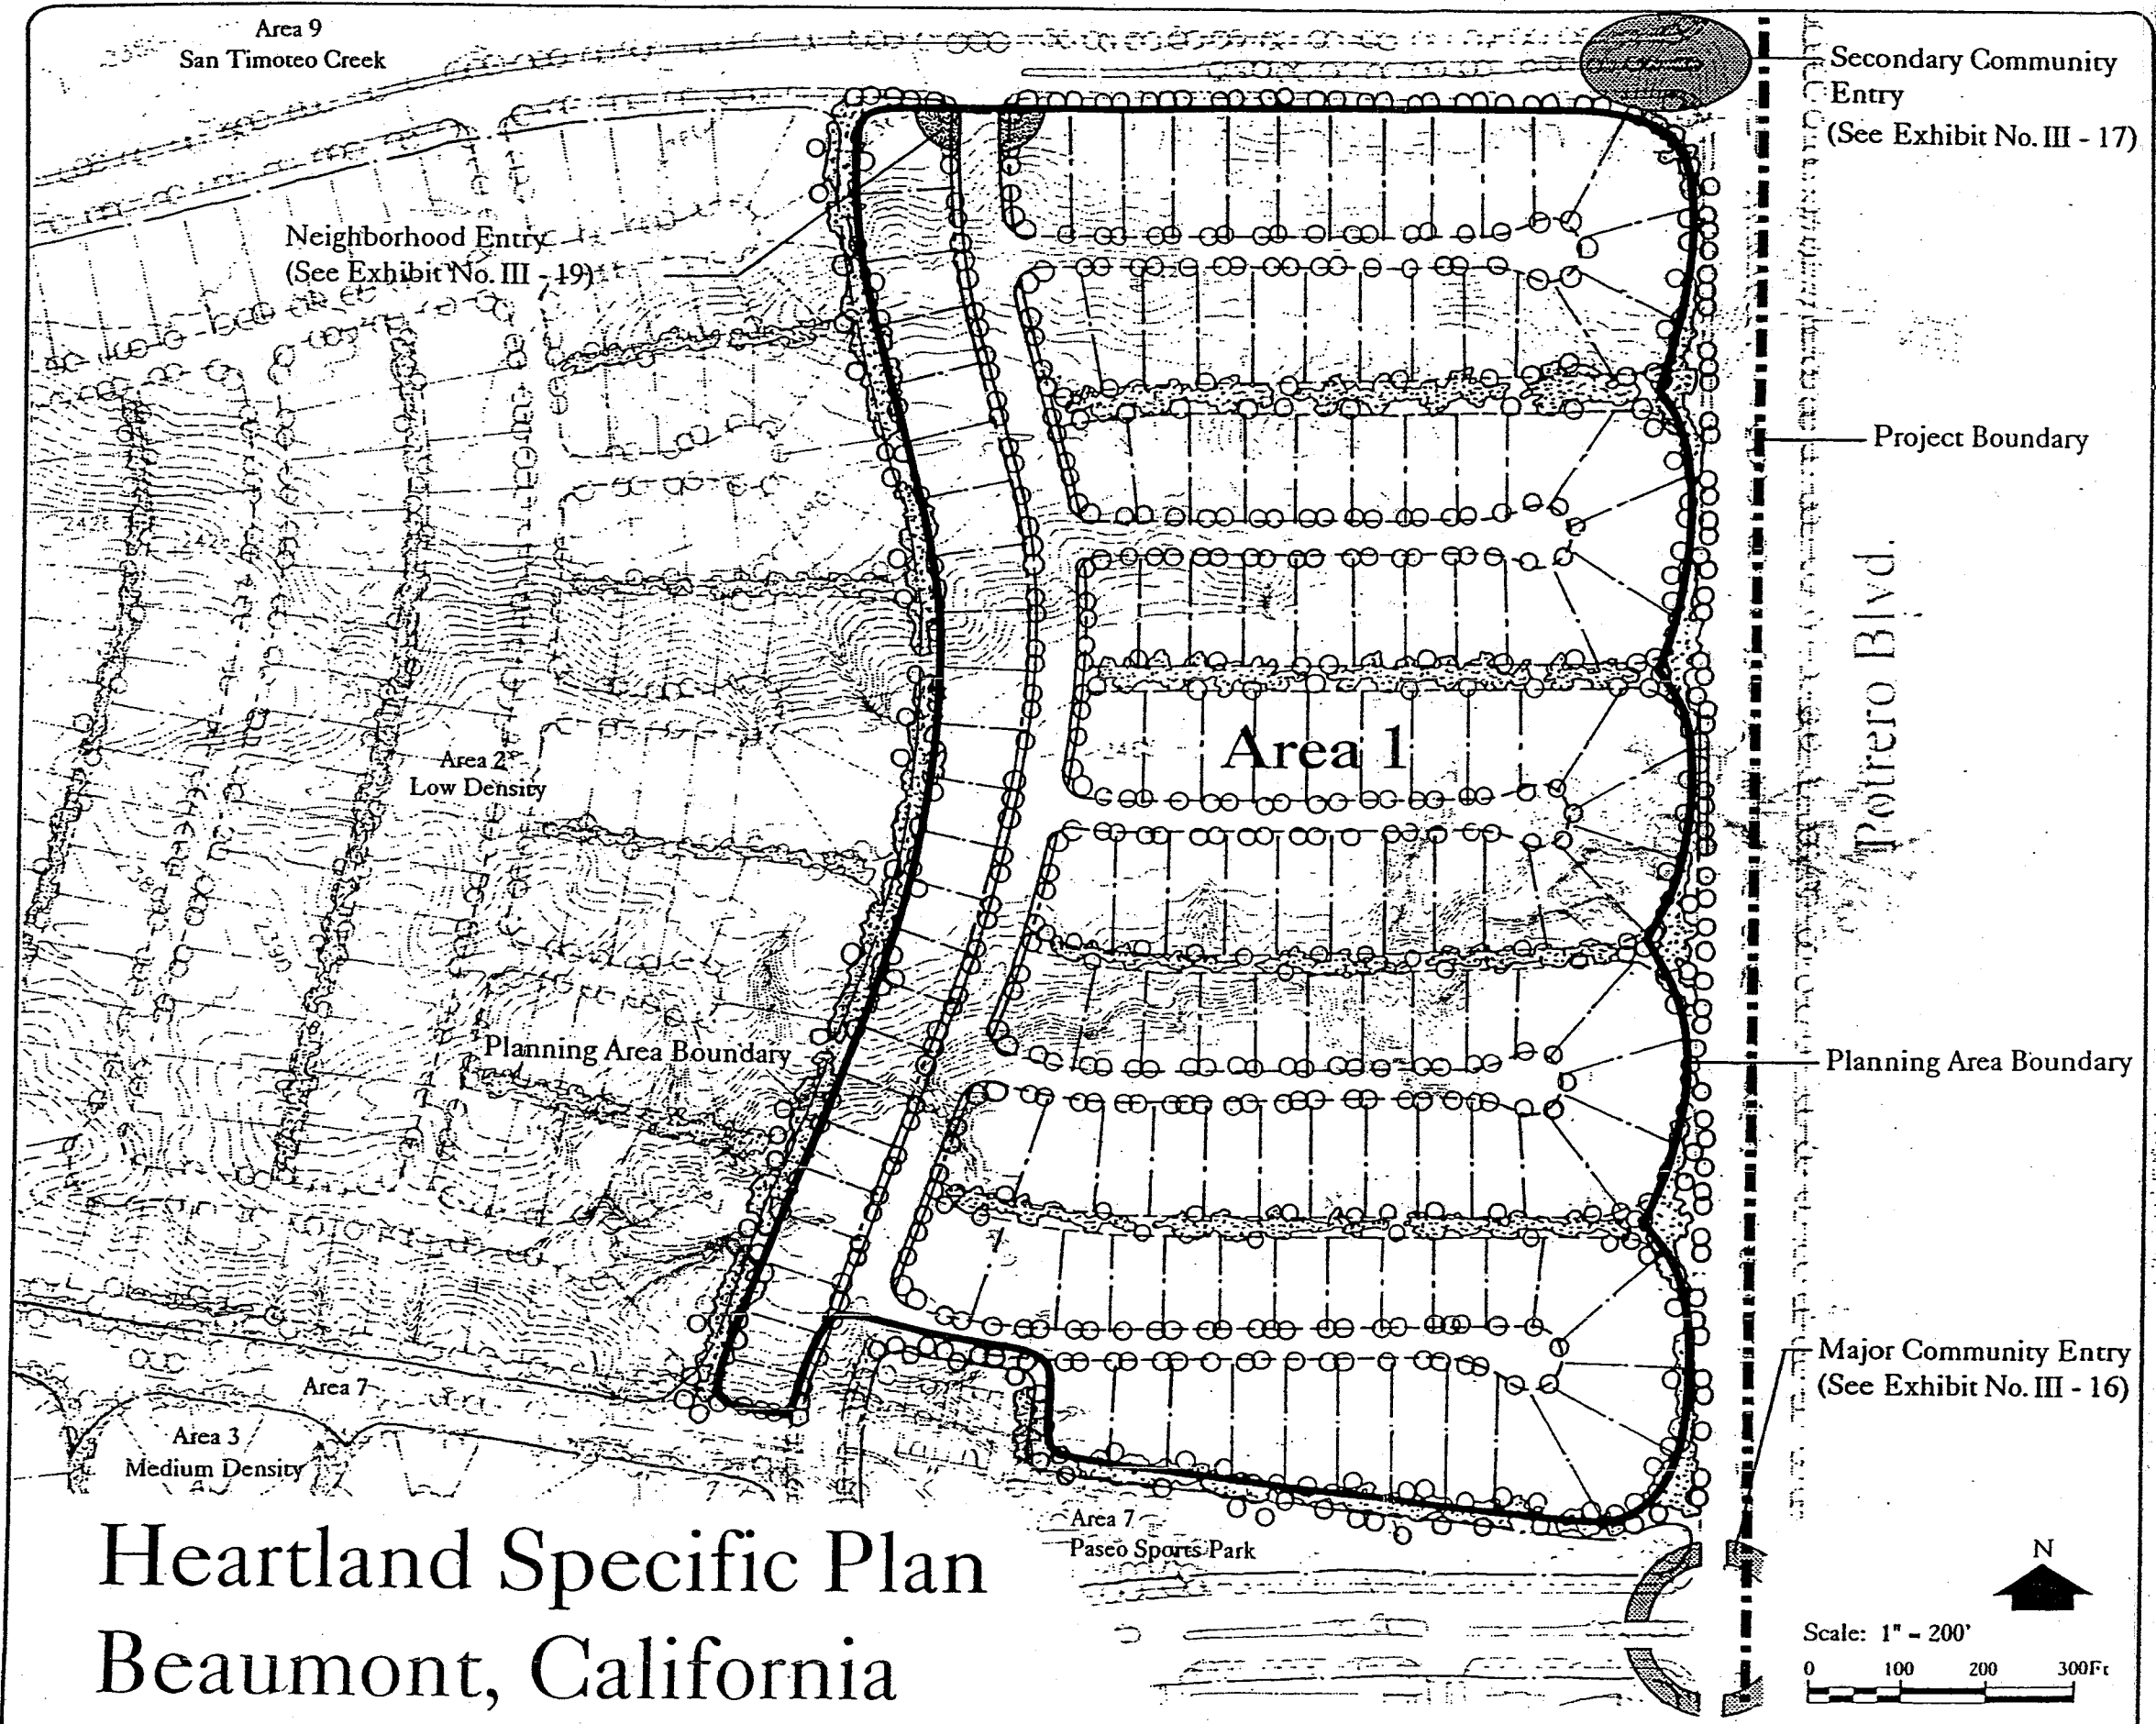 Area 9
San Timoteo Creek
Secondary Community
Entry
(See Exhibit No. III - 17)
Neighborhood Entry
(See Exhibit No. III - 19)
Project Boundary
Potrero Blvd.
Area 1
Area 2
Low Density
2380
2390
Planning Area Boundary
Planning Area Boundary
Major Community Entry
(See Exhibit No. III - 16)
Area 7
Area 3
Medium Density
Area 7
Paseo Sports Park
Heartland Specific Plan
Beaumont, California
N
Scale: 1" - 200'
0 100 200 300Ft